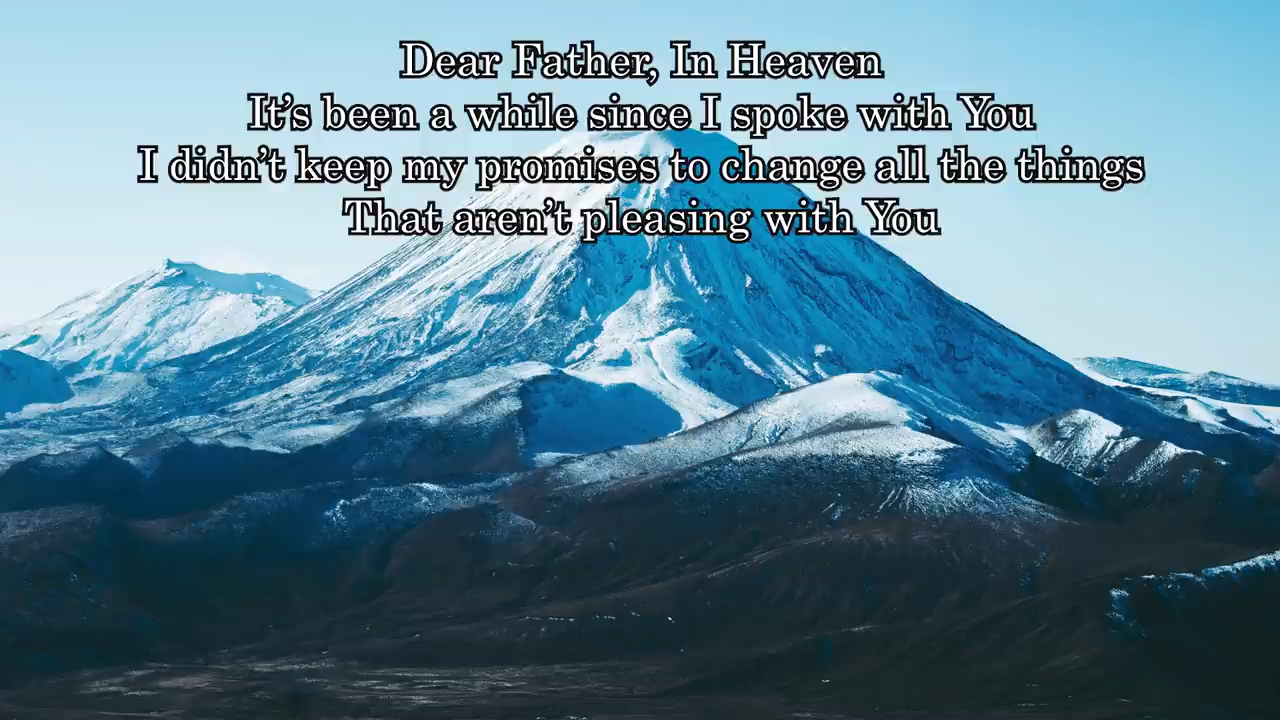 Dear Father, In Heaven
It's been a while since I spoke with You
I didn't keep my promises to change all the things
That aren't pleasing with You